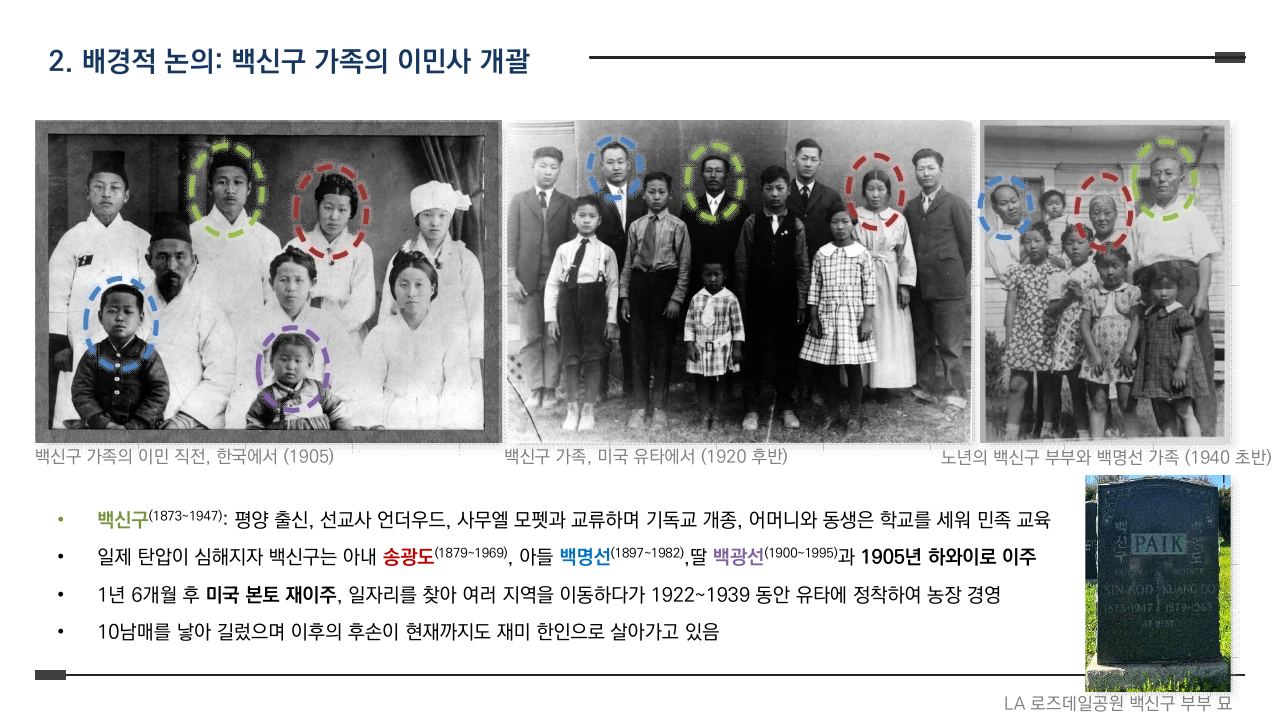 2. 배경적 논의: 백신구 가족의 이민사 개괄
백신구 가족의 이민 직전, 한국에서 (1905)
백신구 가족, 미국 유타에서 (1920 후반)
노년의 백신구 부부와 백명선 가족 (1940 초반)
• 백신구(1873~1947): 평양 출신, 선교사 언더우드, 사무엘 모펫과 교류하며 기독교 개종, 어머니와 동생은 학교를 세워 민족 교육
• 일제 탄압이 심해지자 백신구는 아내 송광도(1879~1969), 아들 백명선(1897~1982),딸 백광선(1900~1995)과 1905년 하와이로 이주
• 1년 6개월 후 미국 본토 재이주, 일자리를 찾아 여러 지역을 이동하다가 1922~1939 동안 유타에 정착하여 농장 경영
• 10남매를 낳아 길렀으며 이후의 후손이 현재까지도 재미 한인으로 살아가고 있음
백신구
PAIK
SIN KOO KUANG DO
1873-1947
AT REST
LA 로즈데일공원 백신구 부부 묘